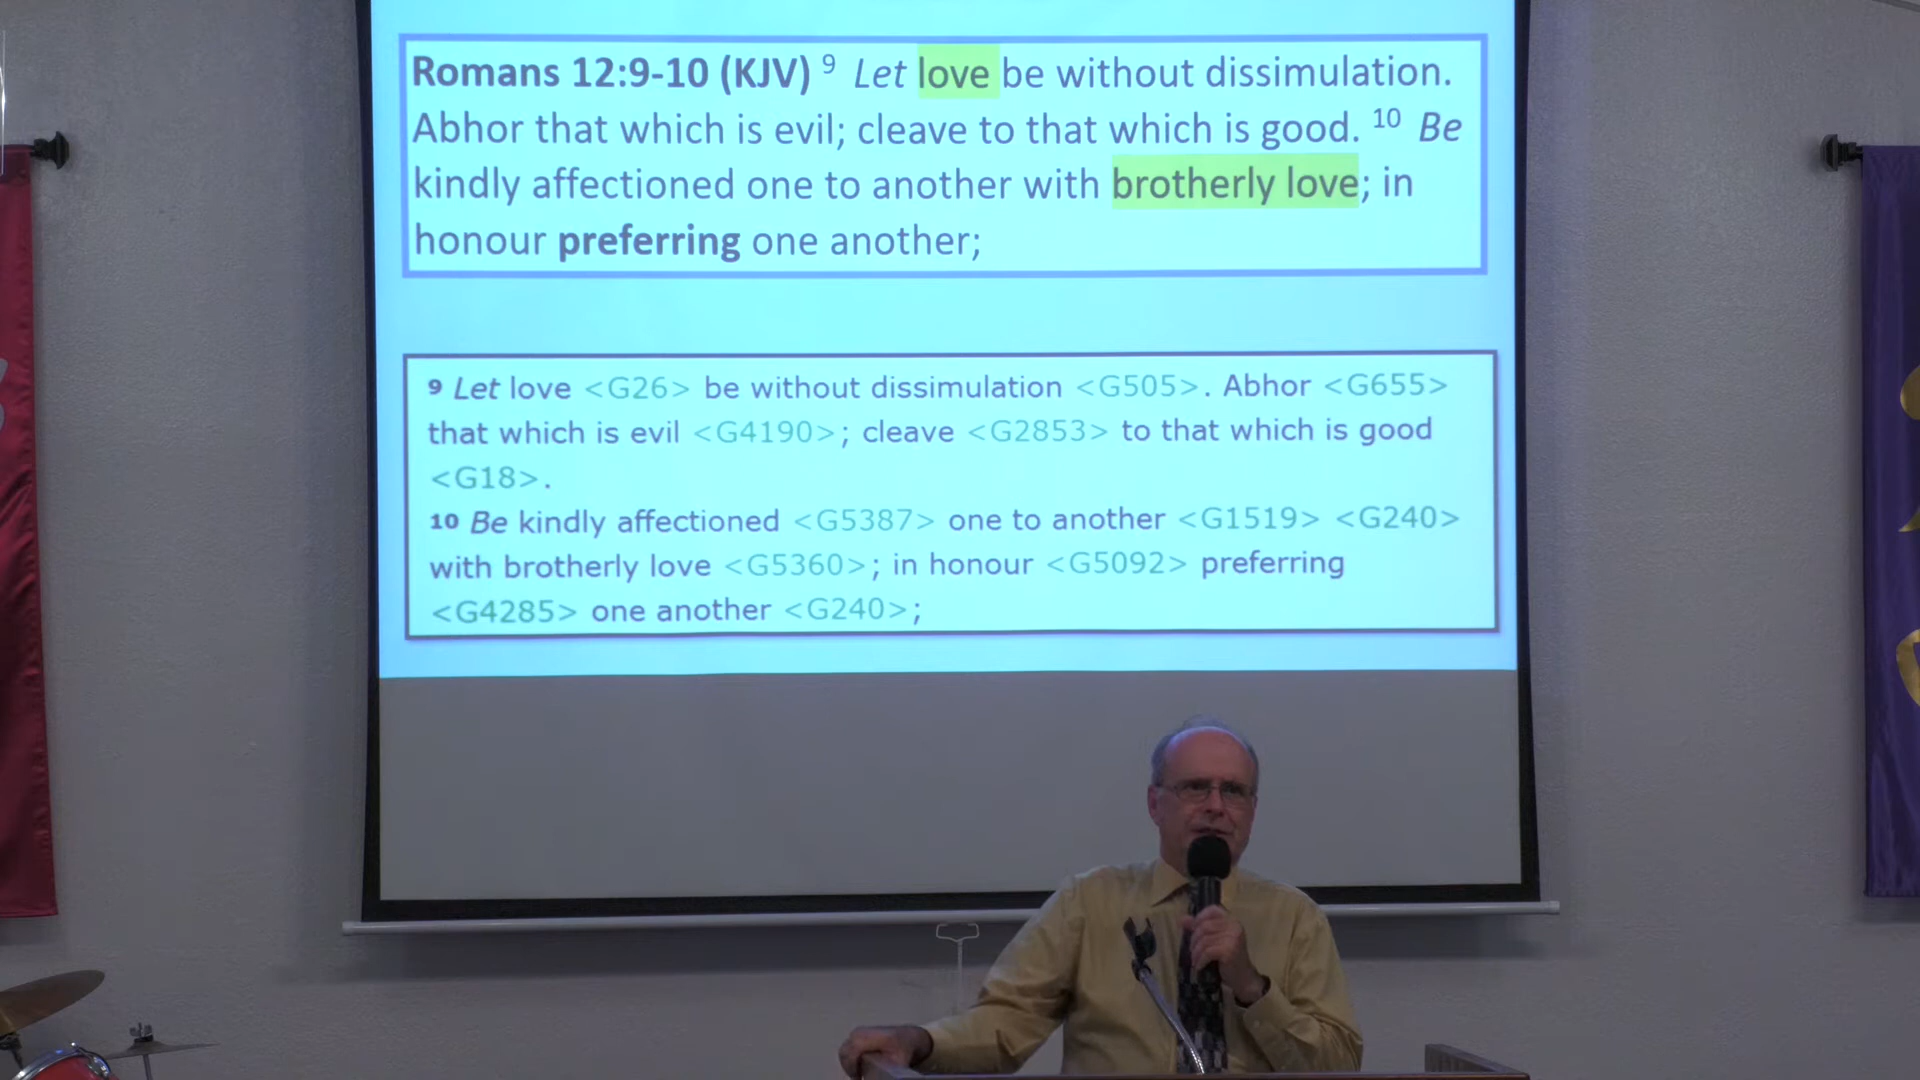 Romans 12:9-10 (KJV) 9 Let love be without dissimulation.
Abhor that which is evil; cleave to that which is good. 10 Be
kindly affectioned one to another with brotherly love; in
honour preferring one another;
9 Let love <G26> be without dissimulation <G505>. Abhor <G655>
that which is evil <G4190>; cleave <G2853> to that which is good
<G18>.
10 Be kindly affectioned <G5387> one to another <G1519> <G240>
with brotherly love <G5360>; in honour <G5092> preferring
<G4285> one another <G240>;